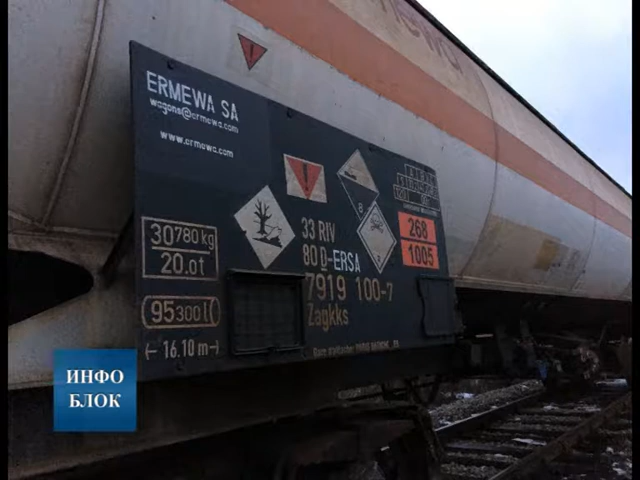 ERMEWA SA
wagons@ermewa.com
www.ermewa.com
30780 kg
20.0t
95300 l
16.10 m
33 RIV
80 D-ERSA
7919 100-7
Zagkks
8
268
1005
ИНФО
БЛОК